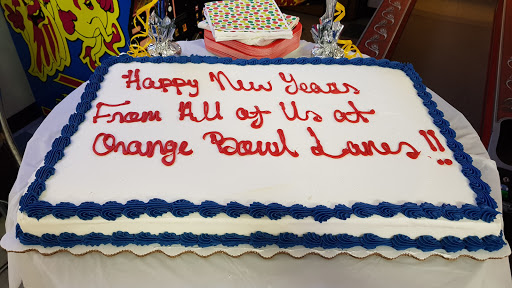 Happy New Years
From All of Us at
Orange Bowl Lanes!!